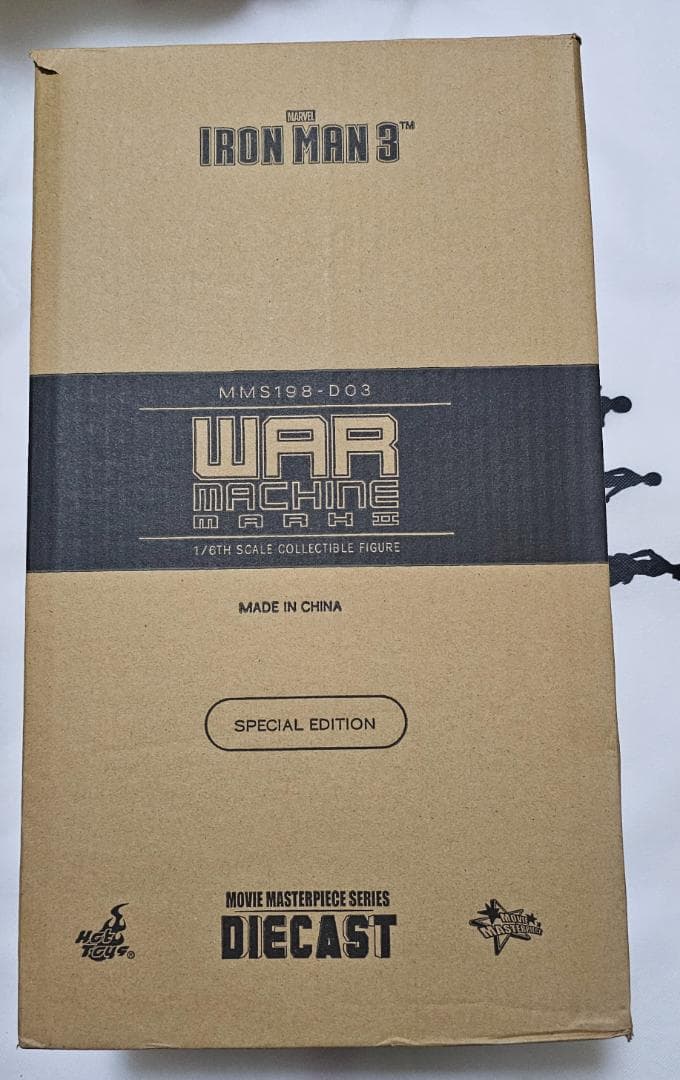 MARVEL
IRON MAN 3™
MMS198-D03
WAR
MACHINE
MARK II
1/6TH SCALE COLLECTIBLE FIGURE
MADE IN CHINA
SPECIAL EDITION
MOVIE MASTERPIECE SERIES
DIECAST
Hot
Toys®
MOVIE
MASTERPIECE